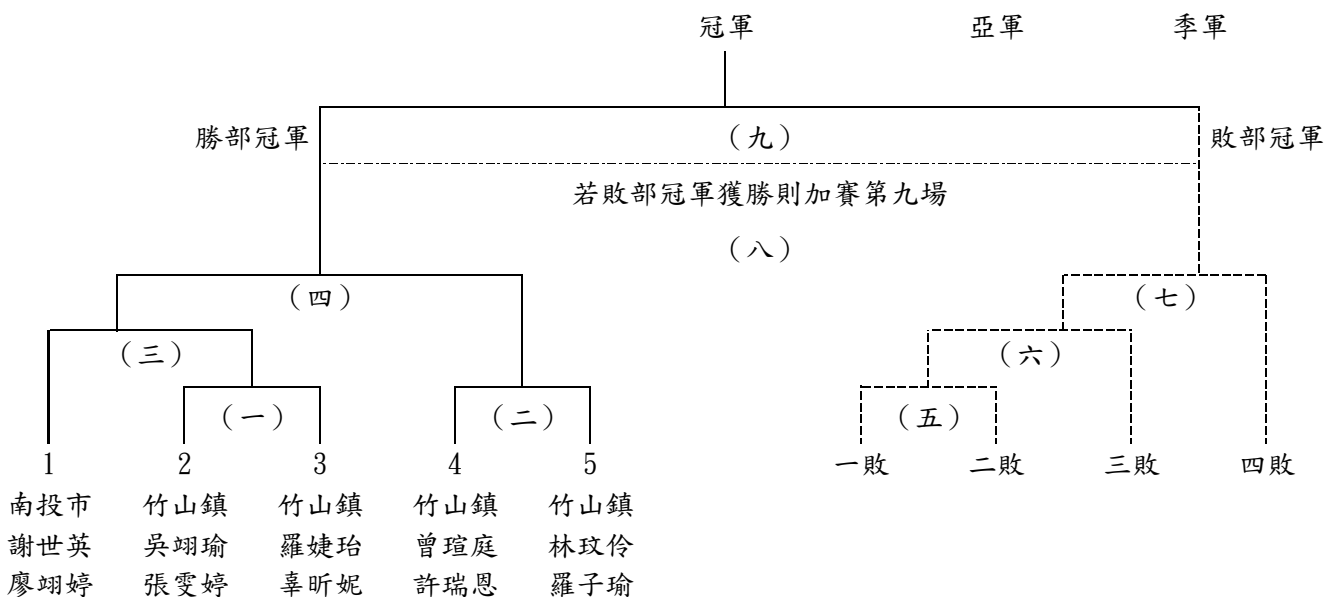 冠軍 亞軍 季軍
勝部冠軍 （九） 敗部冠軍
若敗部冠軍獲勝則加賽第九場
（八）
（四） （七）
（三） （六）
（一） （二） （五）
1 2 3 4 5 一敗 二敗 三敗 四敗
南投市 竹山鎮 竹山鎮 竹山鎮 竹山鎮
謝世英 吳翊瑜 羅婕珆 曾瑄庭 林玟伶
廖翊婷 張雯婷 辜昕妮 許瑞恩 羅子瑜